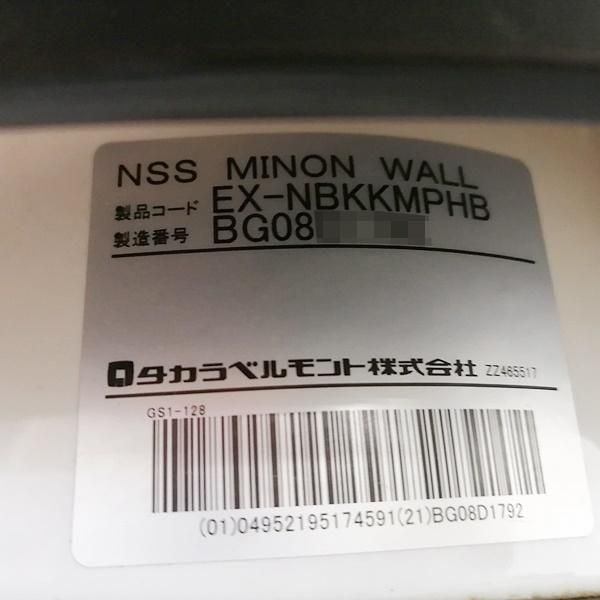 NSS MINON WALL
製品コード EX-NBKKMPHB
製造番号 BG08
タカラベルモント株式会社 ZZ465517
GS1-128
(01)04952195174591(21)BG08D1792